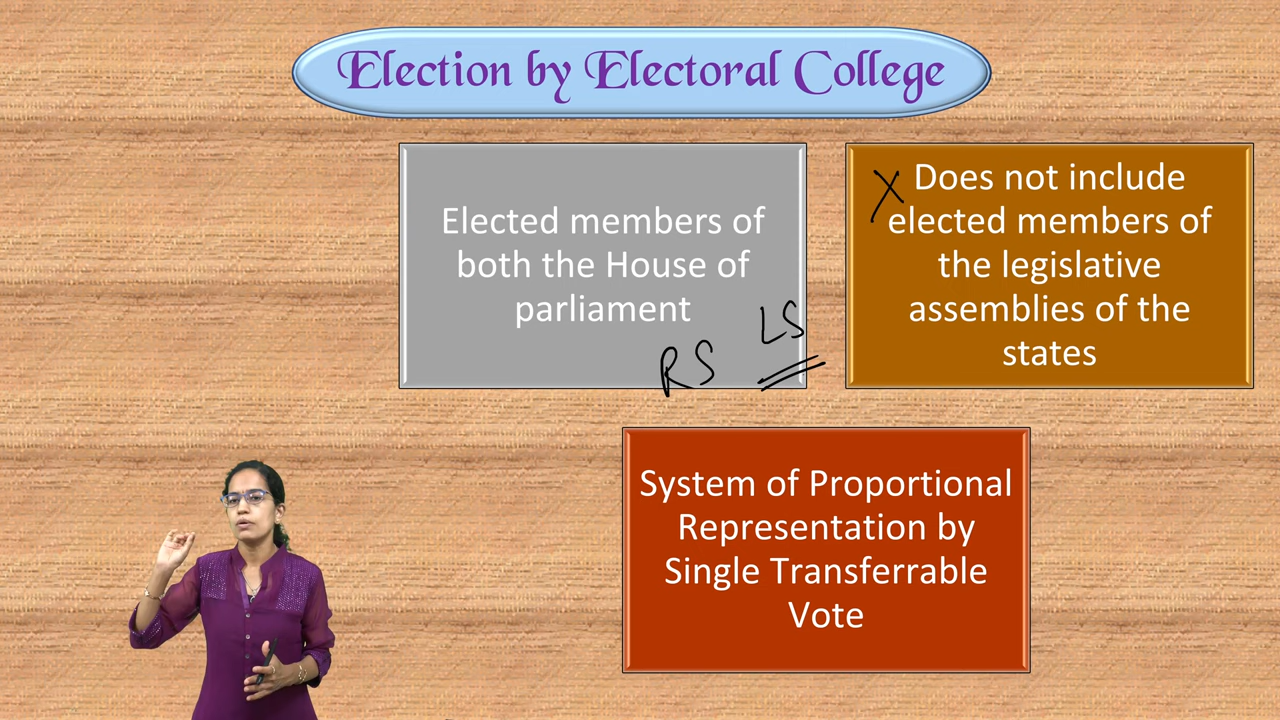 Election by Electoral College
Elected members of
both the House of
parliament
RS
LS
X
Does not include
elected members of
the legislative
assemblies of the
states
System of Proportional
Representation by
Single Transferrable
Vote